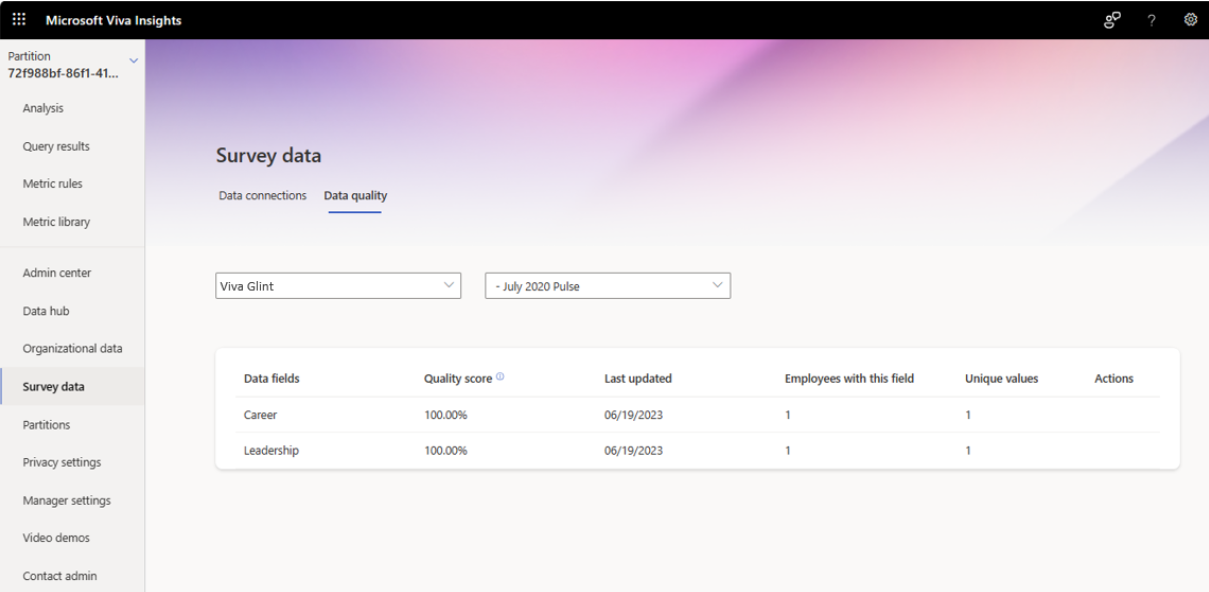 Microsoft Viva Insights
?
Partition
72f988bf-86f1-41...
Analysis
Query results
Metric rules
Metric library
Admin center
Data hub
Organizational data
Survey data
Partitions
Privacy settings
Manager settings
Video demos
Contact admin
Survey data
Data connections Data quality
Viva Glint - July 2020 Pulse
Data fields Quality score Last updated Employees with this field Unique values Actions
Career 100.00% 06/19/2023 1 1
Leadership 100.00% 06/19/2023 1 1